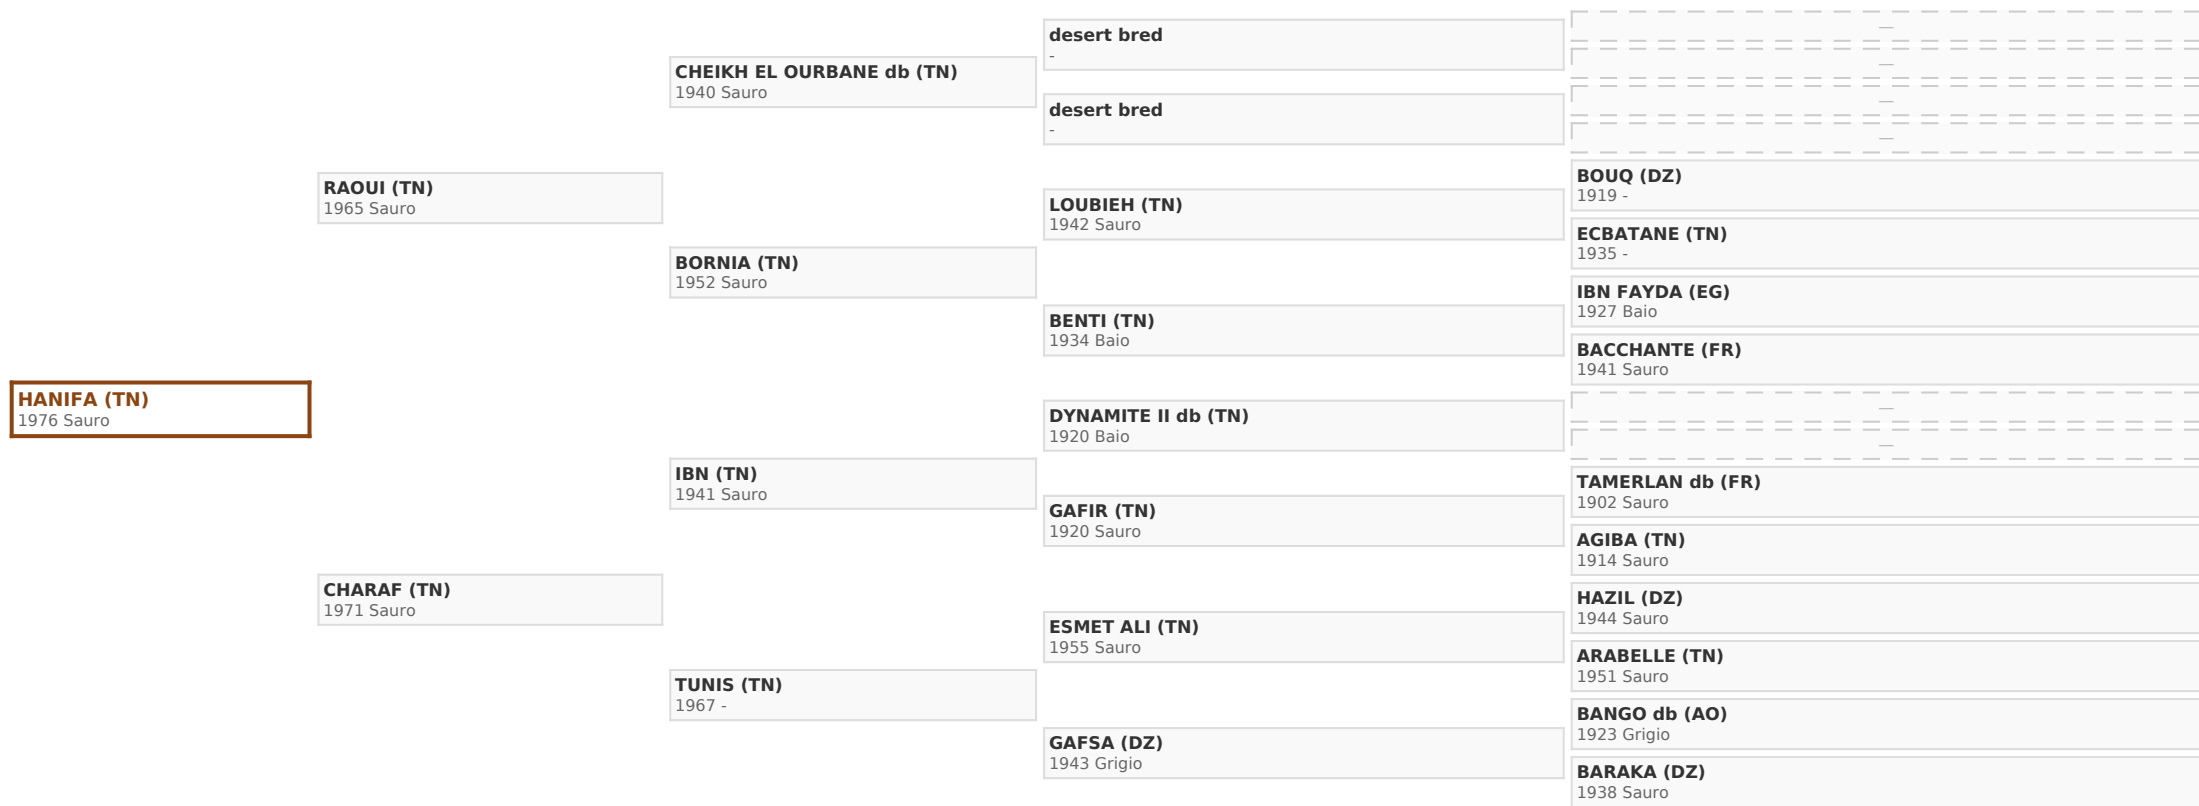 HANIFA (TN)
1976 Sauro
RAOUI (TN)
1965 Sauro
CHARAF (TN)
1971 Sauro
CHEIKH EL OURBANE db (TN)
1940 Sauro
BORNIA (TN)
1952 Sauro
IBN (TN)
1941 Sauro
TUNIS (TN)
1967 -
desert bred
-
desert bred
-
LOUBIEH (TN)
1942 Sauro
BENTI (TN)
1934 Baio
DYNAMITE II db (TN)
1920 Baio
GAFIR (TN)
1920 Sauro
ESMET ALI (TN)
1955 Sauro
GAFSA (DZ)
1943 Grigio
—
—
—
—
BOUQ (DZ)
1919 -
ECBATANE (TN)
1935 -
IBN FAYDA (EG)
1927 Baio
BACCHANTE (FR)
1941 Sauro
—
—
TAMERLAN db (FR)
1902 Sauro
AGIBA (TN)
1914 Sauro
HAZIL (DZ)
1944 Sauro
ARABELLE (TN)
1951 Sauro
BANGO db (AO)
1923 Grigio
BARAKA (DZ)
1938 Sauro